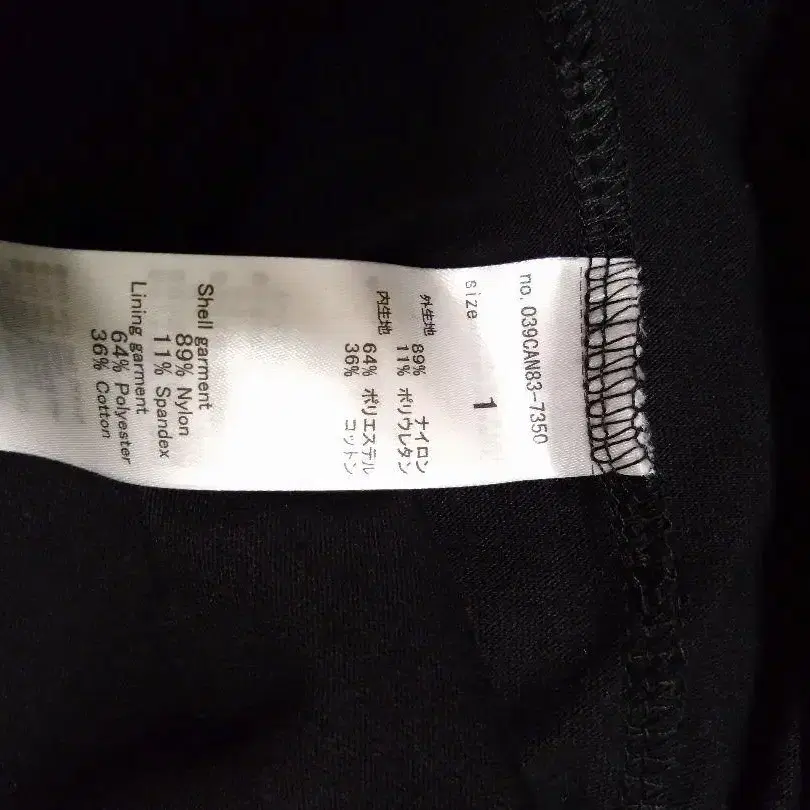 no. 039CAN83-7350
size 1
外生地 89% ナイロン
11% ポリウレタン
内生地 64% ポリエステル
36% コットン
Shell garment
89% Nylon
11% Spandex
Lining garment
64% Polyester
36% Cotton